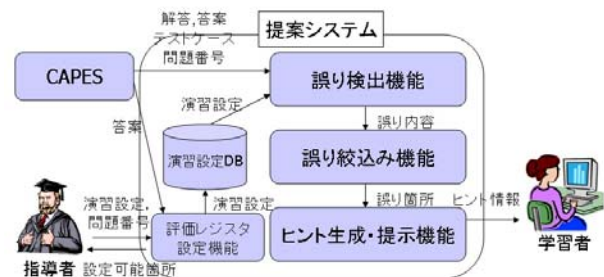 解答,答案
テストケース
問題番号
提案システム
CAPES
誤り検出機能
演習設定
答案
誤り内容
演習設定DB
誤り絞込み機能
演習設定,
問題番号
演習設定
誤り箇所
ヒント情報
評価レジスタ
設定機能
ヒント生成・提示機能
指導者
設定可能箇所
学習者